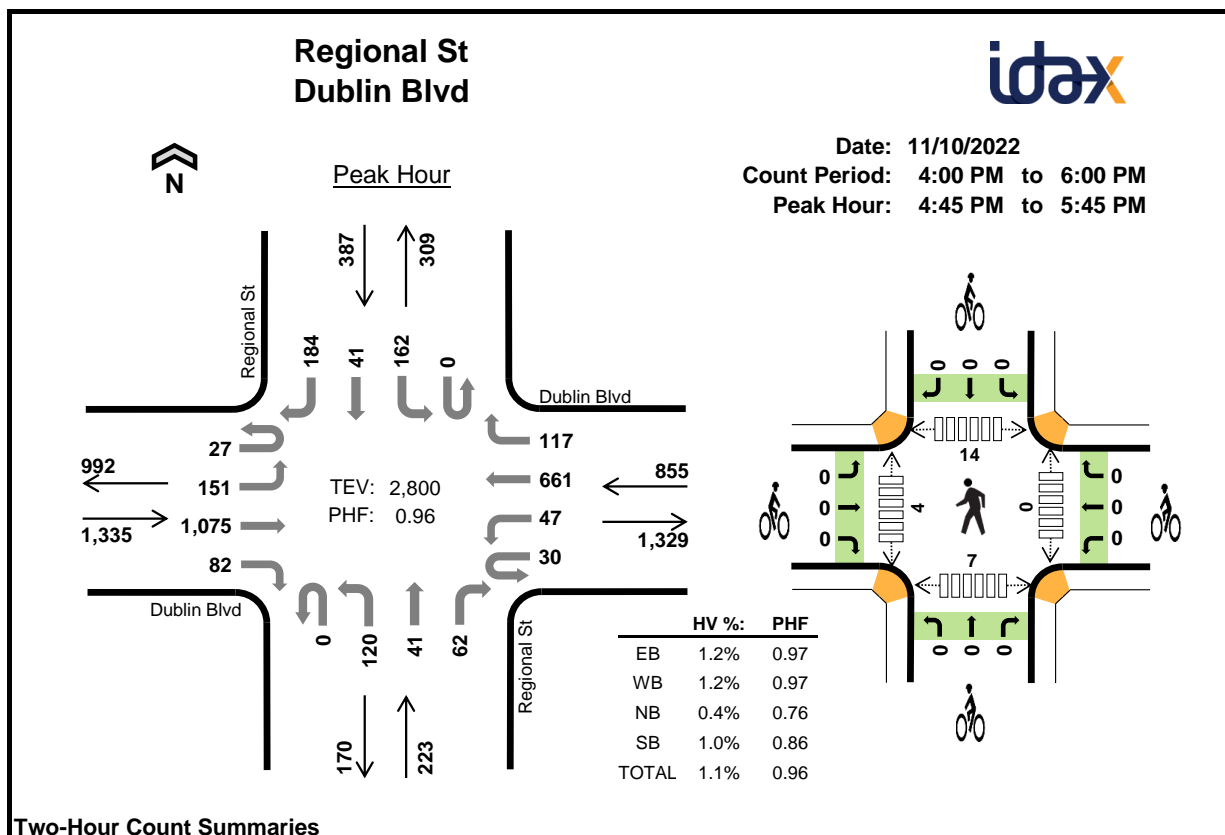 Regional St
Dublin Blvd
idax
N
Peak Hour
Date: 11/10/2022
Count Period: 4:00 PM to 6:00 PM
Peak Hour: 4:45 PM to 5:45 PM
387
309
Regional St
184
41
162
0
Dublin Blvd
27
151
1,075
82
992
1,335
TEV: 2,800
PHF: 0.96
117
661
47
30
855
1,329
Dublin Blvd
0
120
41
62
Regional St
170
223
0
0
0
14
0
0
0
4
0
0
0
0
7
0
0
0
HV %: PHF
EB 1.2% 0.97
WB 1.2% 0.97
NB 0.4% 0.76
SB 1.0% 0.86
TOTAL 1.1% 0.96
Two-Hour Count Summaries